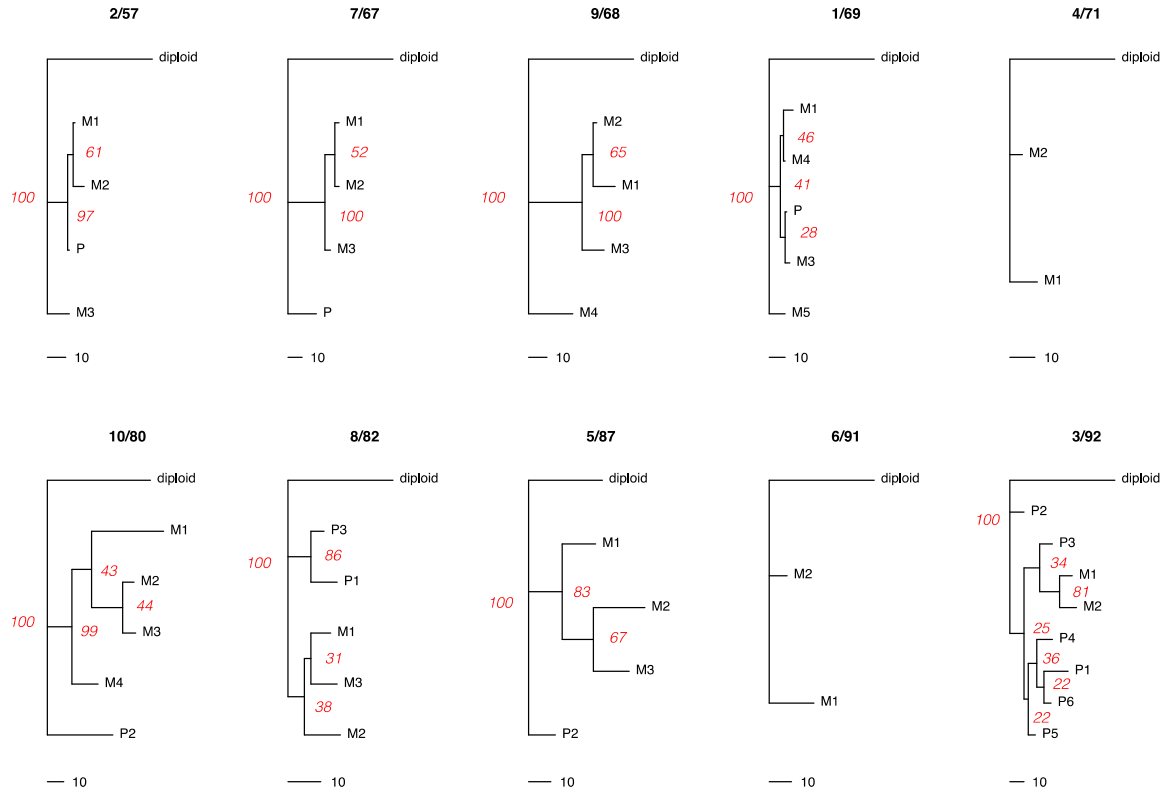 2/57
7/67
9/68
1/69
4/71
diploid
M1
61
M2
100
97
P
M3
10
diploid
M1
52
M2
100
100
M3
P
10
diploid
M2
65
M1
100
100
M3
M4
10
diploid
M1
46
M4
41
100
P
28
M3
M5
10
diploid
M2
M1
10
10/80
8/82
5/87
6/91
3/92
diploid
M1
43
M2
44
100
99
M3
M4
P2
10
diploid
P3
100
86
P1
M1
31
M3
38
M2
10
diploid
M1
100
83
M2
67
M3
P2
10
diploid
M2
M1
10
diploid
P2
100
P3
34
M1
81
M2
25
P4
36
P1
22
P6
22
P5
10